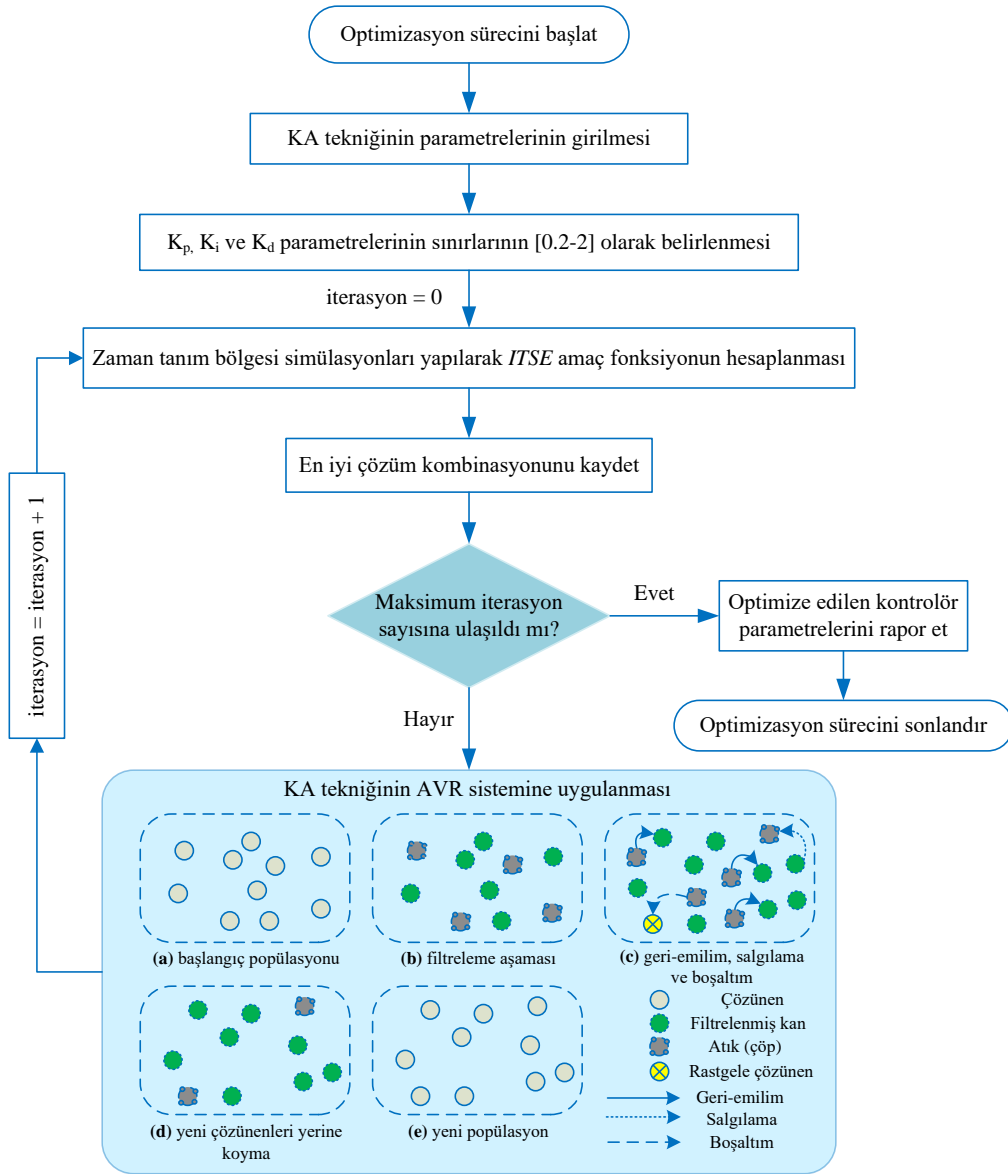 Optimizasyon sürecini başlat
KA tekniğinin parametrelerinin girilmesi
Kp, Ki ve Kd parametrelerinin sınırlarının [0.2-2] olarak belirlenmesi
iterasyon = 0
Zaman tanım bölgesi simülasyonları yapılarak ITSE amaç fonksiyonun hesaplanması
En iyi çözüm kombinasyonunu kaydet
iterasyon = iterasyon + 1
Maksimum iterasyon
sayısına ulaşıldı mı?
Evet
Optimize edilen kontrolör
parametrelerini rapor et
Hayır
Optimizasyon sürecini sonlandır
KA tekniğinin AVR sistemine uygulanması
(a) başlangıç popülasyonu
(b) filtreleme aşaması
(c) geri-emilim, salgılama
ve boşaltım
Çözünen
Filtrelenmiş kan
Atık (çöp)
Rastgele çözünen
Geri-emilim
Salgılama
Boşaltım
(d) yeni çözünenleri yerine
koyma
(e) yeni popülasyon